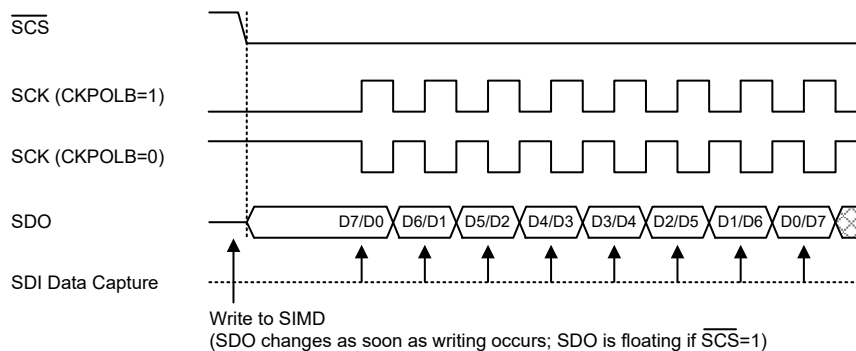 SCS
SCK (CKPOLB=1)
SCK (CKPOLB=0)
SDO
D7/D0 D6/D1 D5/D2 D4/D3 D3/D4 D2/D5 D1/D6 D0/D7
SDI Data Capture
Write to SIMD
(SDO changes as soon as writing occurs; SDO is floating if SCS=1)